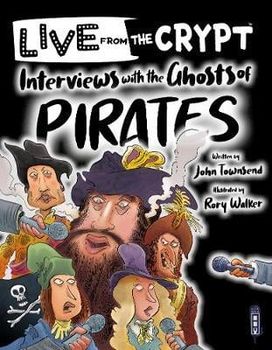 LIVE FROM THE CRYPT
Interviews with the Ghosts of
PIRATES
Written by
John Townsend
Illustrated by
Rory Walker